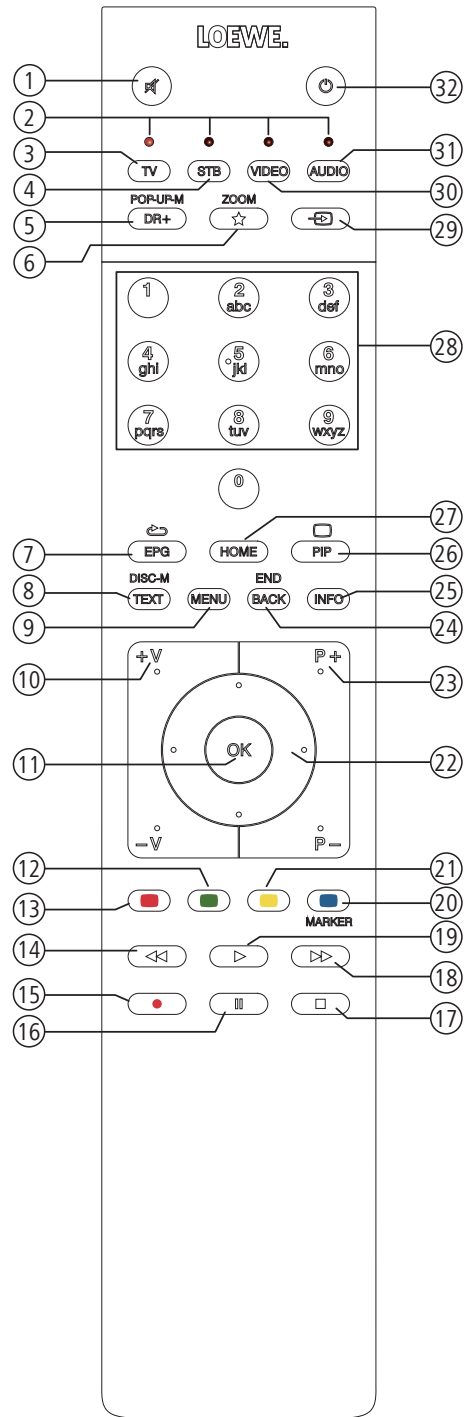 LOEWE.
1
32
2
3
TV
STB
VIDEO
AUDIO
31
4
30
POP-UP-M
ZOOM
5
DR+
29
6
1
2
3
abc
def
28
4
5
6
ghi
jkl
mno
7
8
9
pqrs
tuv
wxyz
0
27
7
EPG
HOME
PIP
26
8
DISC-M
END
TEXT
MENU
BACK
INFO
25
9
24
+V
P+
10
23
11
OK
22
-V
P-
12
21
13
20
MARKER
14
19
18
15
16
17